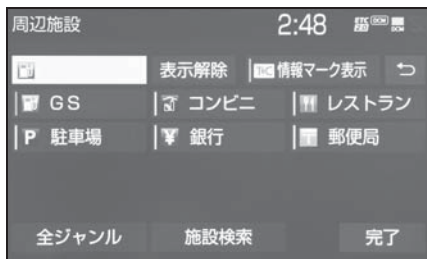 周辺施設 2:48
表示解除 情報マーク表示
GS コンビニ レストラン
P 駐車場 ¥ 銀行 〒 郵便局
全ジャンル 施設検索 完了